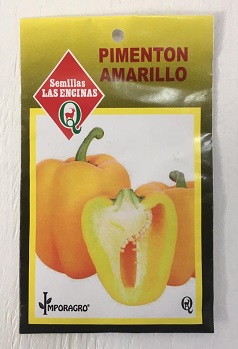 PIMENTON
AMARILLO
Semillas
LAS ENCINAS
IMPORAGRO®